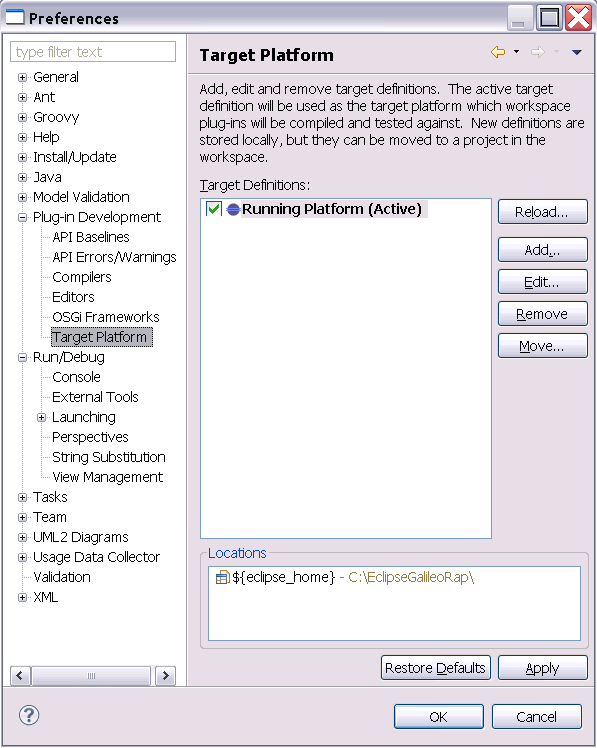 Preferences
type filter text
General
Ant
Groovy
Help
Install/Update
Java
Model Validation
Plug-in Development
API Baselines
API Errors/Warnings
Compilers
Editors
OSGi Frameworks
Target Platform
Run/Debug
Console
External Tools
Launching
Perspectives
String Substitution
View Management
Tasks
Team
UML2 Diagrams
Usage Data Collector
Validation
XML
Target Platform
Add, edit and remove target definitions.  The active target
definition will be used as the target platform which workspace
plug-ins will be compiled and tested against.  New definitions are
stored locally, but they can be moved to a project in the
workspace.
Target Definitions:
Running Platform (Active)
Reload...
Add...
Edit...
Remove
Move...
Locations
${eclipse_home} - C:\EclipseGalileoRap\
Restore Defaults
Apply
?
OK
Cancel